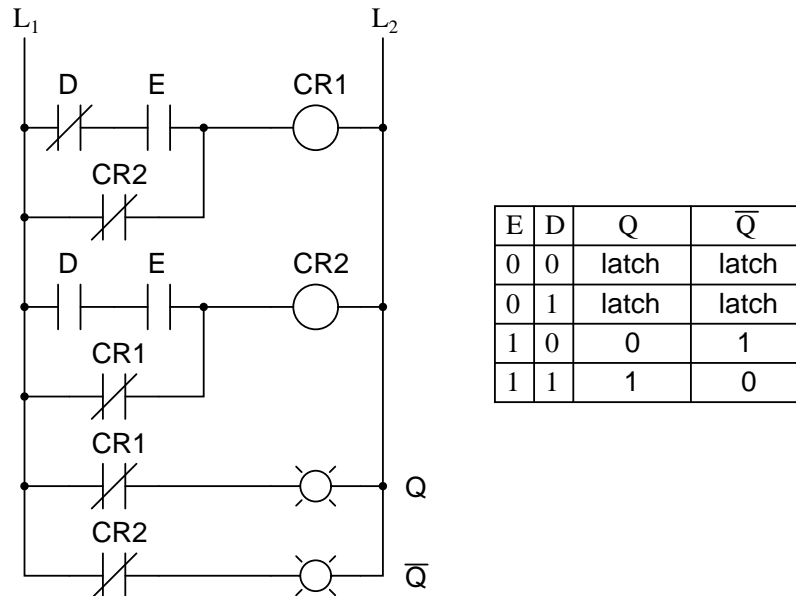 L₁ L₂
D E CR1
CR2
D E CR2
CR1
CR1 Q
CR2 Q̅
E D Q Q̅
0 0 latch latch
0 1 latch latch
1 0 0 1
1 1 1 0